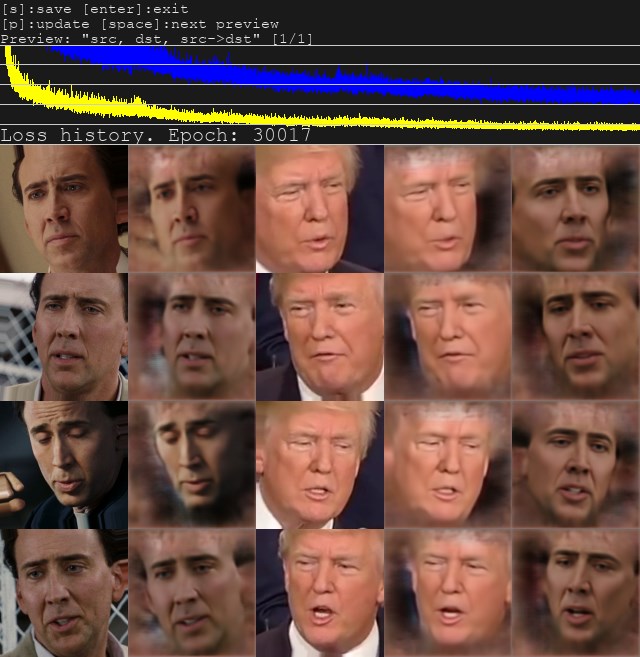 [s]:save [enter]:exit
[p]:update [space]:next preview
Preview: "src, dst, src->dst" [1/1]
Loss history. Epoch: 30017